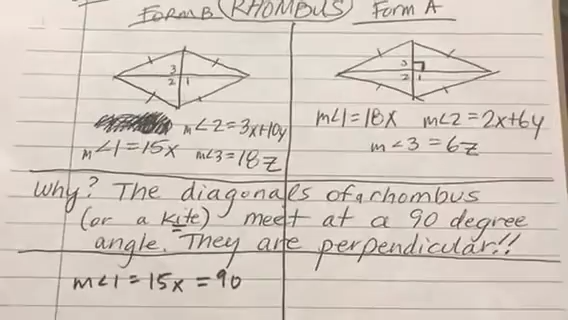 Form B RHOMBUS Form A
3
2 1
3
2 1
m∠2 = 3x+10y
m∠1 = 15x m∠3 = 18z
m∠1 = 18x m∠2 = 2x+6y
m∠3 = 6z
Why? The diagonals of a rhombus
(or a kite) meet at a 90 degree
angle. They are perpendicular!!
m∠1 = 15x = 90